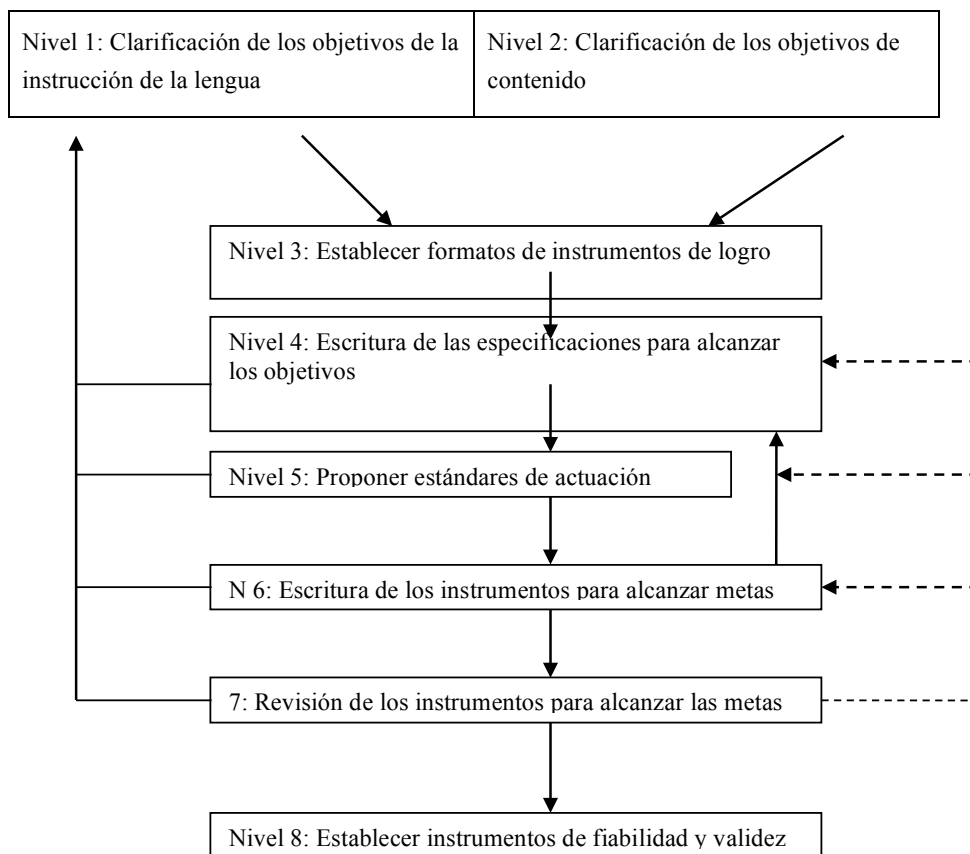 Nivel 1: Clarificación de los objetivos de la
instrucción de la lengua
Nivel 2: Clarificación de los objetivos de
contenido
Nivel 3: Establecer formatos de instrumentos de logro
Nivel 4: Escritura de las especificaciones para alcanzar
los objetivos
Nivel 5: Proponer estándares de actuación
N 6: Escritura de los instrumentos para alcanzar metas
7: Revisión de los instrumentos para alcanzar las metas
Nivel 8: Establecer instrumentos de fiabilidad y validez